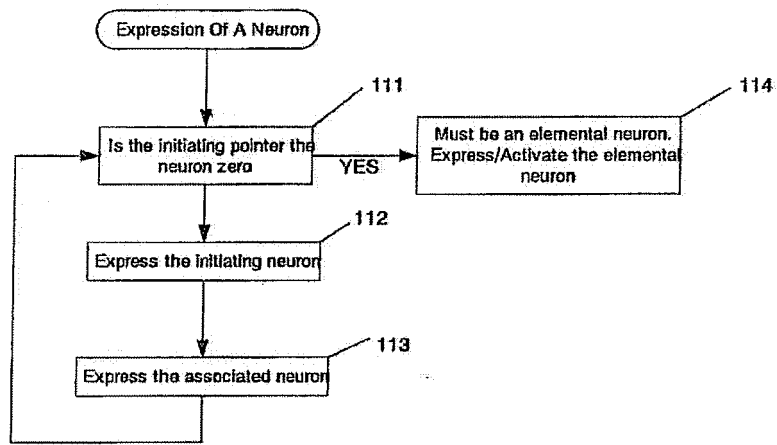 Expression Of A Neuron
111
Is the initiating pointer the
neuron zero
YES
114
Must be an elemental neuron.
Express/Activate the elemental
neuron
112
Express the initiating neuron
113
Express the associated neuron